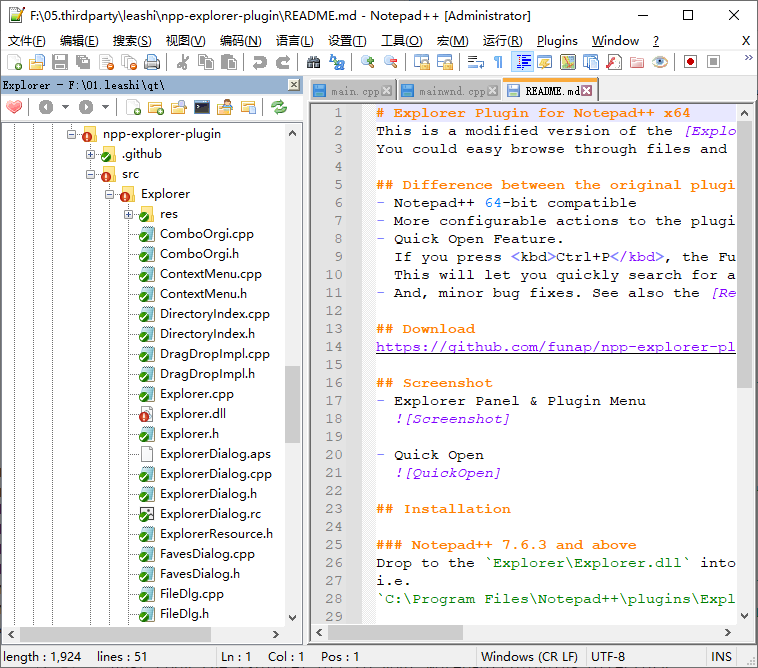 F:\05.thirdparty\leashi\npp-explorer-plugin\README.md - Notepad++ [Administrator]
文件(F) 编辑(E) 搜索(S) 视图(V) 编码(N) 语言(L) 设置(T) 工具(O) 宏(M) 运行(R) Plugins Window ? X
Explorer - F:\01.leashi\qt\
main. cpp mainwnd. cpp README. md
npp-explorer-plugin
.github
src
Explorer
res
ComboOrgi.cpp
ComboOrgi.h
ContextMenu.cpp
ContextMenu.h
DirectoryIndex.cpp
DirectoryIndex.h
DragDropImpl.cpp
DragDropImpl.h
Explorer.cpp
Explorer.dll
Explorer.h
ExplorerDialog.aps
ExplorerDialog.cpp
ExplorerDialog.h
ExplorerDialog.rc
ExplorerResource.h
FavesDialog.cpp
FavesDialog.h
FileDlg.cpp
FileDlg.h
1 # Explorer Plugin for Notepad++ x64
2 This is a modified version of the [Explo
3 You could easy browse through files and
4
5 ## Difference between the original plugi
6 - Notepad++ 64-bit compatible
7 - More configurable actions to the plugi
8 - Quick Open Feature.
9 If you press <kbd>Ctrl+P</kbd>, the Fu
10 This will let you quickly search for a
11 - And, minor bug fixes. See also the [Re
12
13 ## Download
14 https://github.com/funap/npp-explorer-pl
15
16 ## Screenshot
17 - Explorer Panel & Plugin Menu
18 ![Screenshot]
19
20 - Quick Open
21 ![QuickOpen]
22
23 ## Installation
24
25 ### Notepad++ 7.6.3 and above
26 Drop to the `Explorer\Explorer.dll` into
27 i.e.
28 `C:\Program Files\Notepad++\plugins\Expl
29
length : 1,924 lines : 51 Ln : 1 Col : 1 Pos : 1 Windows (CR LF) UTF-8 INS